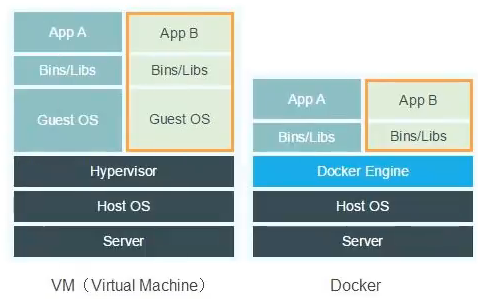 App A
App B
Bins/Libs
Bins/Libs
Guest OS
Guest OS
Hypervisor
Host OS
Server
VM（Virtual Machine）
App A
App B
Bins/Libs
Bins/Libs
Docker Engine
Host OS
Server
Docker